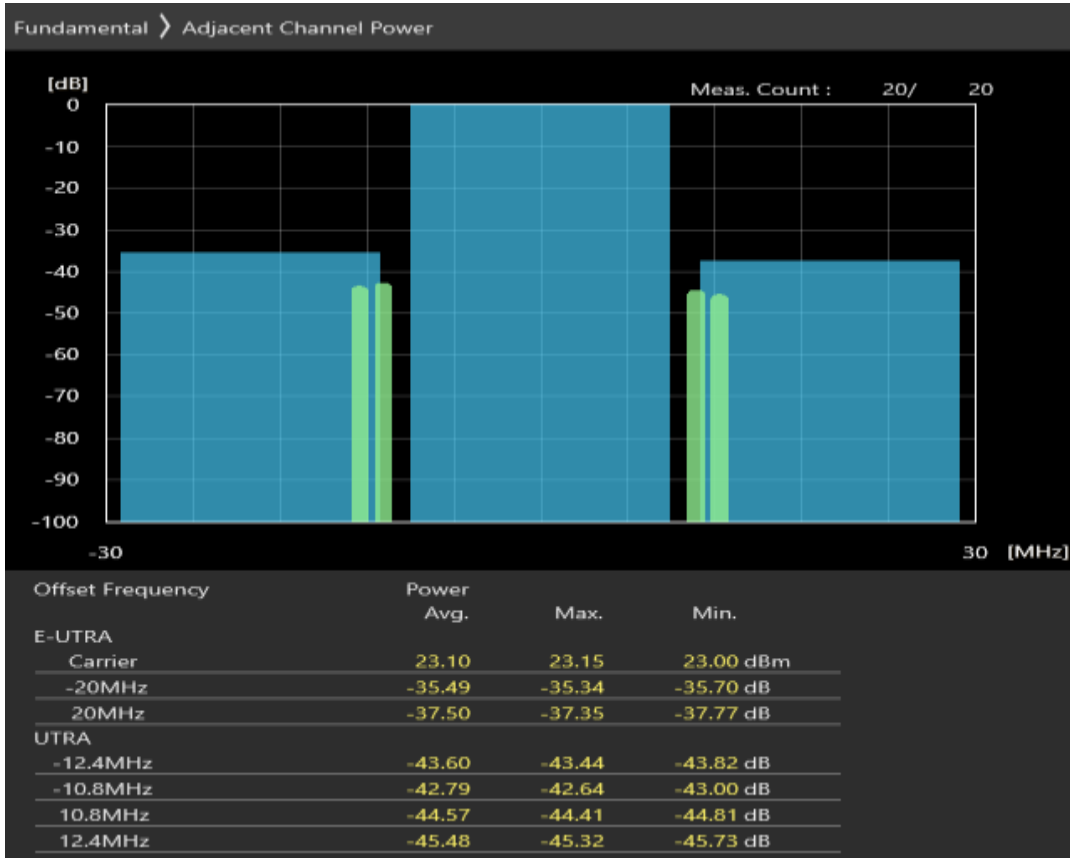 Fundamental 〉 Adjacent Channel Power
[dB]
Meas. Count : 20/ 20
0
-10
-20
-30
-40
-50
-60
-70
-80
-90
-100
-30 30 [MHz]
Offset Frequency Power
Avg. Max. Min.
E-UTRA
Carrier 23.10 23.15 23.00 dBm
-20MHz -35.49 -35.34 -35.70 dB
20MHz -37.50 -37.35 -37.77 dB
UTRA
-12.4MHz -43.60 -43.44 -43.82 dB
-10.8MHz -42.79 -42.64 -43.00 dB
10.8MHz -44.57 -44.41 -44.81 dB
12.4MHz -45.48 -45.32 -45.73 dB